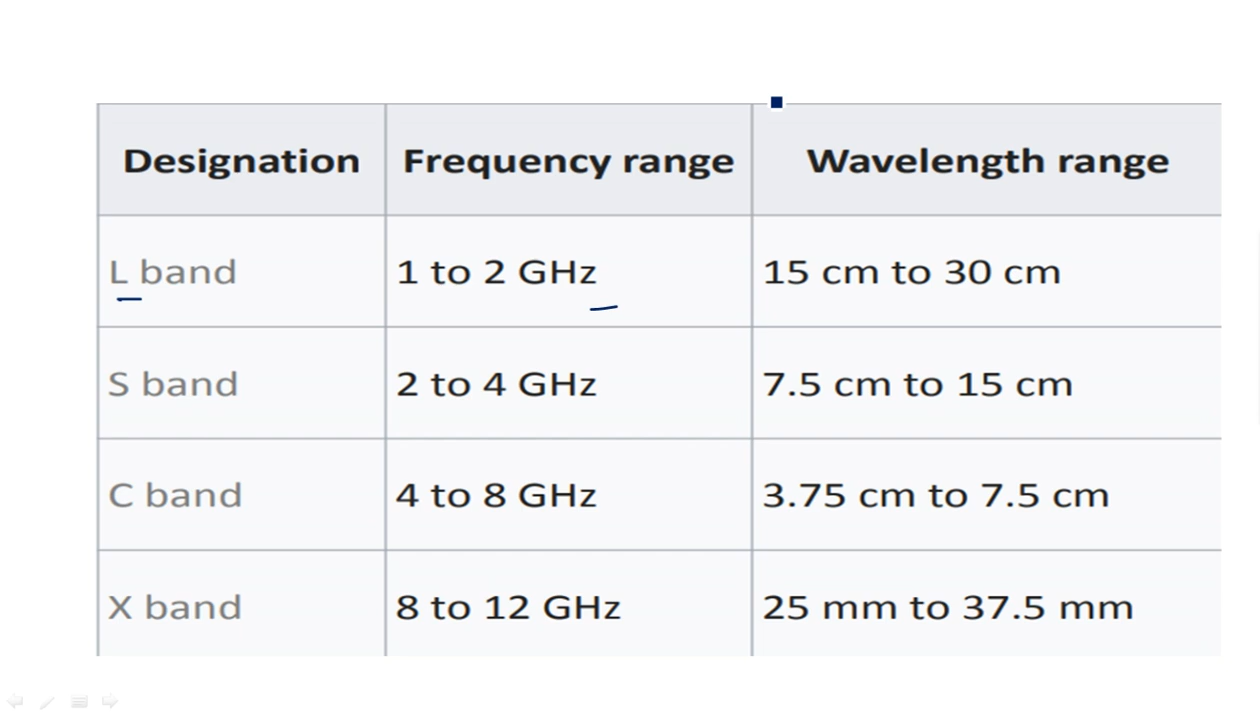 Designation Frequency range Wavelength range
L band 1 to 2 GHz 15 cm to 30 cm
S band 2 to 4 GHz 7.5 cm to 15 cm
C band 4 to 8 GHz 3.75 cm to 7.5 cm
X band 8 to 12 GHz 25 mm to 37.5 mm